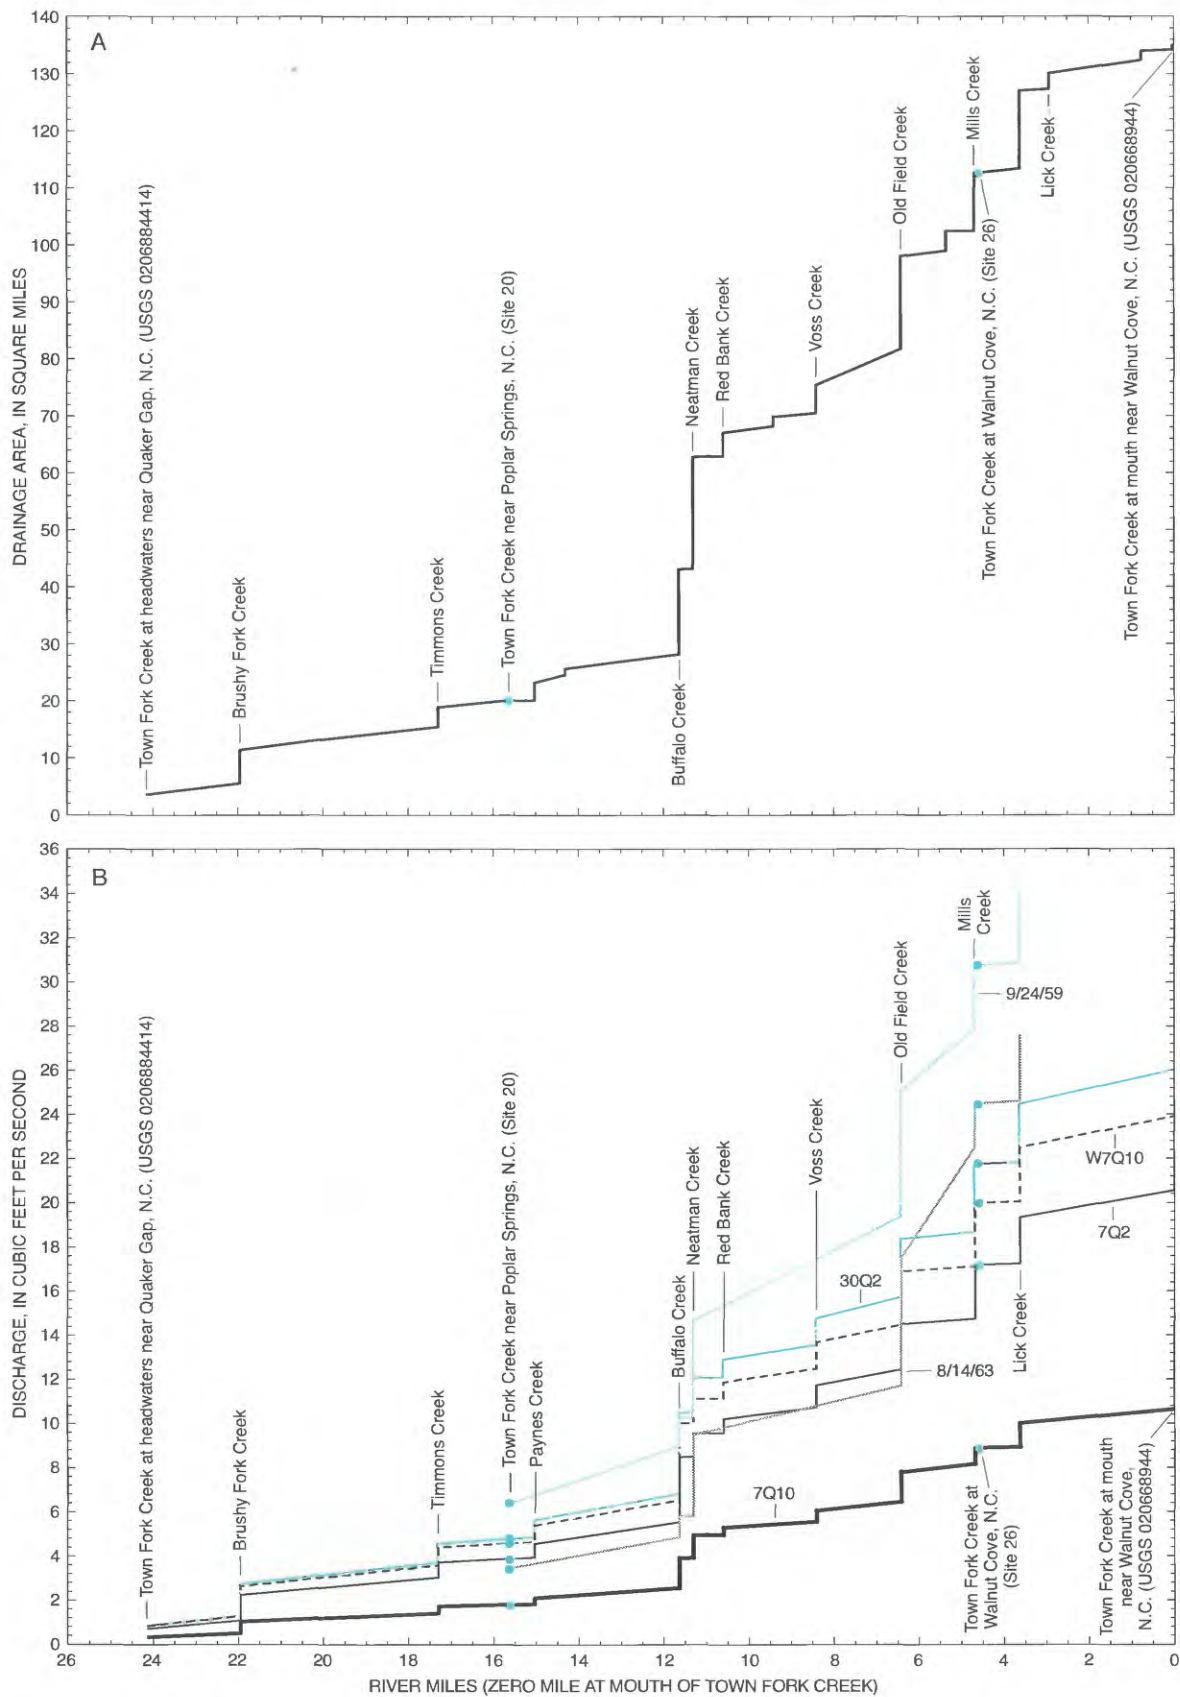 A
140
130
120
110
100
90
80
70
60
50
40
30
20
10
0
DRAINAGE AREA, IN SQUARE MILES
Town Fork Creek at headwaters near Quaker Gap, N.C. (USGS 0206884414)
Brushy Fork Creek
Timmons Creek
Town Fork Creek near Poplar Springs, N.C. (Site 20)
Buffalo Creek
Neatman Creek
Red Bank Creek
Voss Creek
Old Field Creek
Mills Creek
Town Fork Creek at Walnut Cove, N.C. (Site 26)
Lick Creek
Town Fork Creek at mouth near Walnut Cove, N.C. (USGS 020668944)
B
36
34
32
30
28
26
24
22
20
18
16
14
12
10
8
6
4
2
0
DISCHARGE, IN CUBIC FEET PER SECOND
Town Fork Creek at headwaters near Quaker Gap, N.C. (USGS 0206884414)
Brushy Fork Creek
Timmons Creek
Town Fork Creek near Poplar Springs, N.C. (Site 20)
Paynes Creek
Buffalo Creek
Neatman Creek
Red Bank Creek
Voss Creek
Old Field Creek
Mills
Creek
9/24/59
W7Q10
7Q2
30Q2
8/14/63
7Q10
Lick Creek
Town Fork Creek at
Walnut Cove, N.C.
(Site 26)
Town Fork Creek at mouth
near Walnut Cove,
N.C. (USGS 020668944)
26 24 22 20 18 16 14 12 10 8 6 4 2 0
RIVER MILES (ZERO MILE AT MOUTH OF TOWN FORK CREEK)